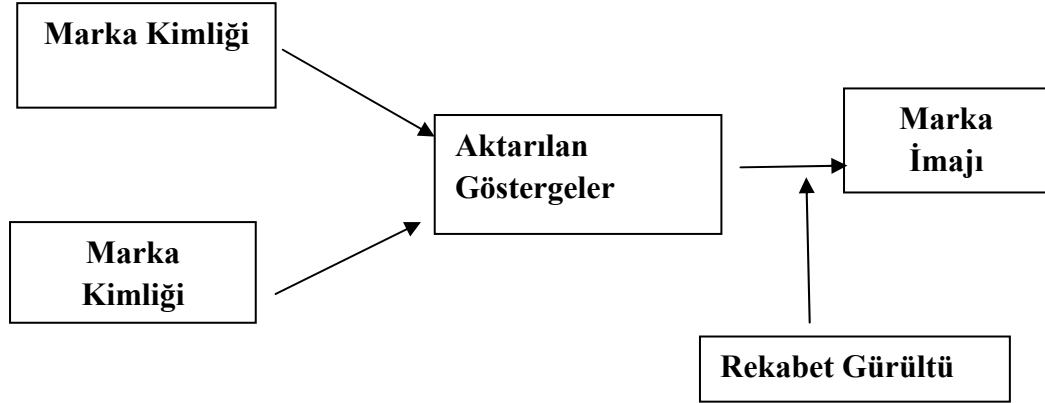 Marka Kimliği
Aktarılan
Göstergeler
Marka
İmajı
Marka
Kimliği
Rekabet Gürültü